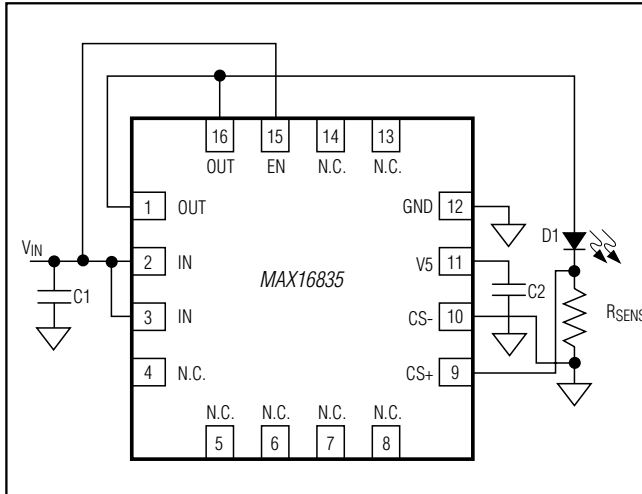 16 15 14 13
OUT EN N.C. N.C.
1 OUT
GND 12
D1
VIN
2 IN
V5 11
MAX16835
C1
C2
RSENS
3 IN
CS- 10
4 N.C.
CS+ 9
N.C. N.C. N.C. N.C.
5 6 7 8